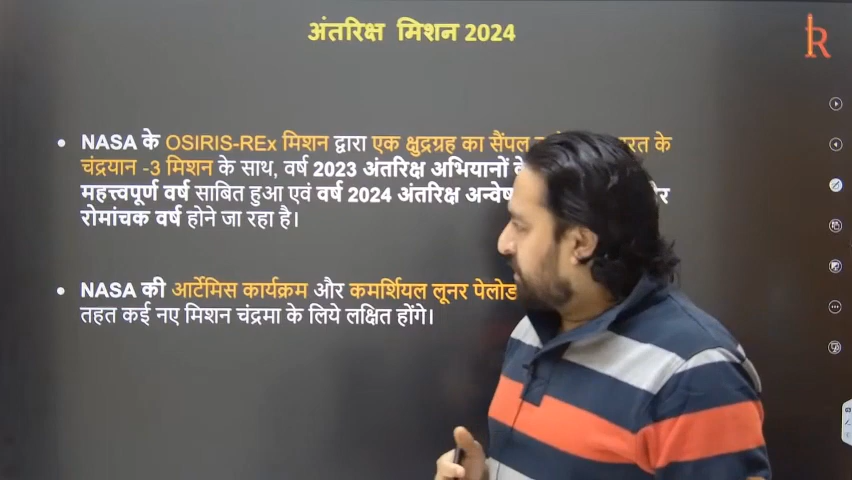 अंतरिक्ष मिशन 2024
NASA के OSIRIS-REx मिशन द्वारा एक क्षुद्रग्रह का सैंपल के
चंद्रयान -3 मिशन के साथ, वर्ष 2023 अंतरिक्ष अभियानों
महत्त्वपूर्ण वर्ष साबित हुआ एवं वर्ष 2024 अंतरिक्ष
रोमांचक वर्ष होने जा रहा है।
NASA की आर्टेमिस कार्यक्रम और कमर्शियल लूनर पेलोड
तहत कई नए मिशन चंद्रमा के लिये लक्षित होंगे।